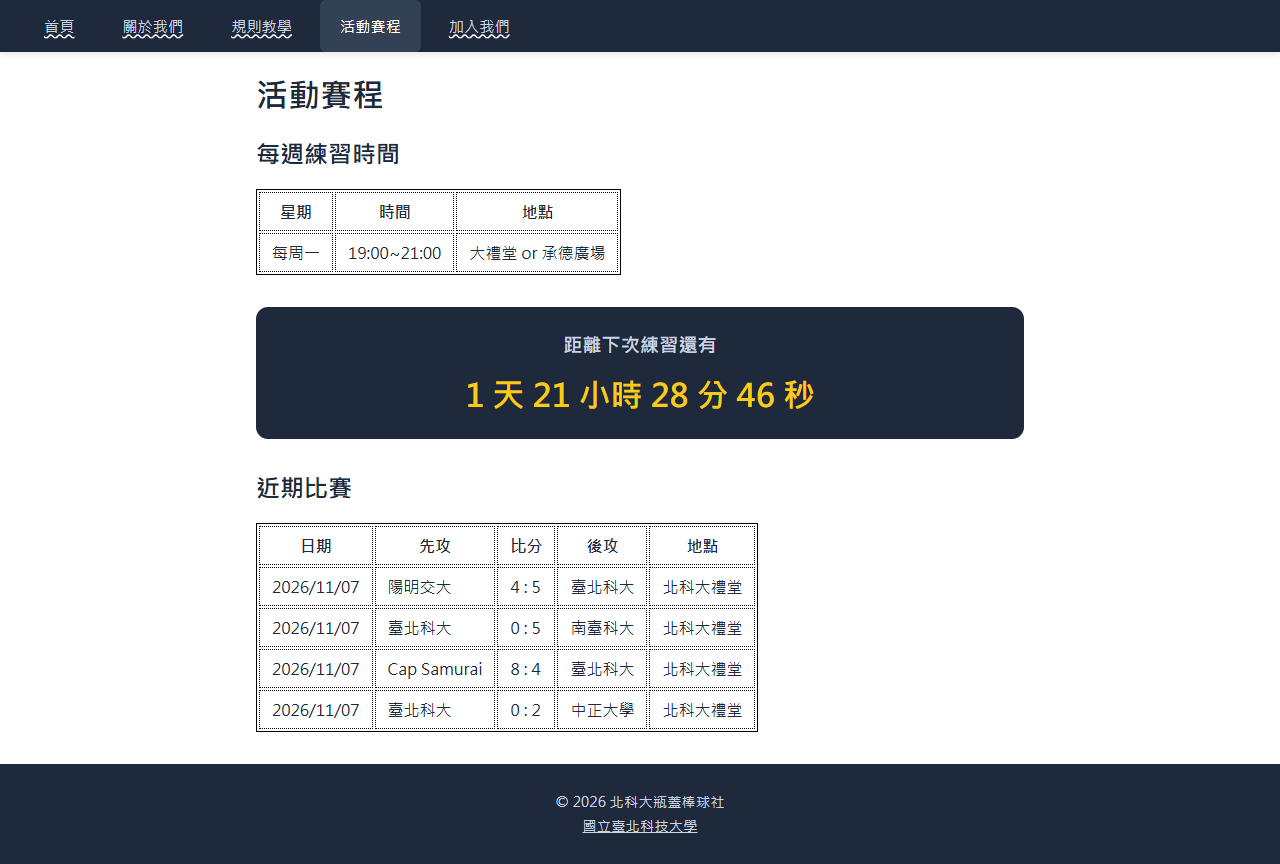 首頁 關於我們 規則教學 活動賽程 加入我們
活動賽程
每週練習時間
星期 時間 地點
每周一 19:00~21:00 大禮堂 or 承德廣場
距離下次練習還有
1 天 21 小時 28 分 46 秒
近期比賽
日期 先攻 比分 後攻 地點
2026/11/07 陽明交大 4 : 5 臺北科大 北科大禮堂
2026/11/07 臺北科大 0 : 5 南臺科大 北科大禮堂
2026/11/07 Cap Samurai 8 : 4 臺北科大 北科大禮堂
2026/11/07 臺北科大 0 : 2 中正大學 北科大禮堂
© 2026 北科大瓶蓋棒球社
國立臺北科技大學